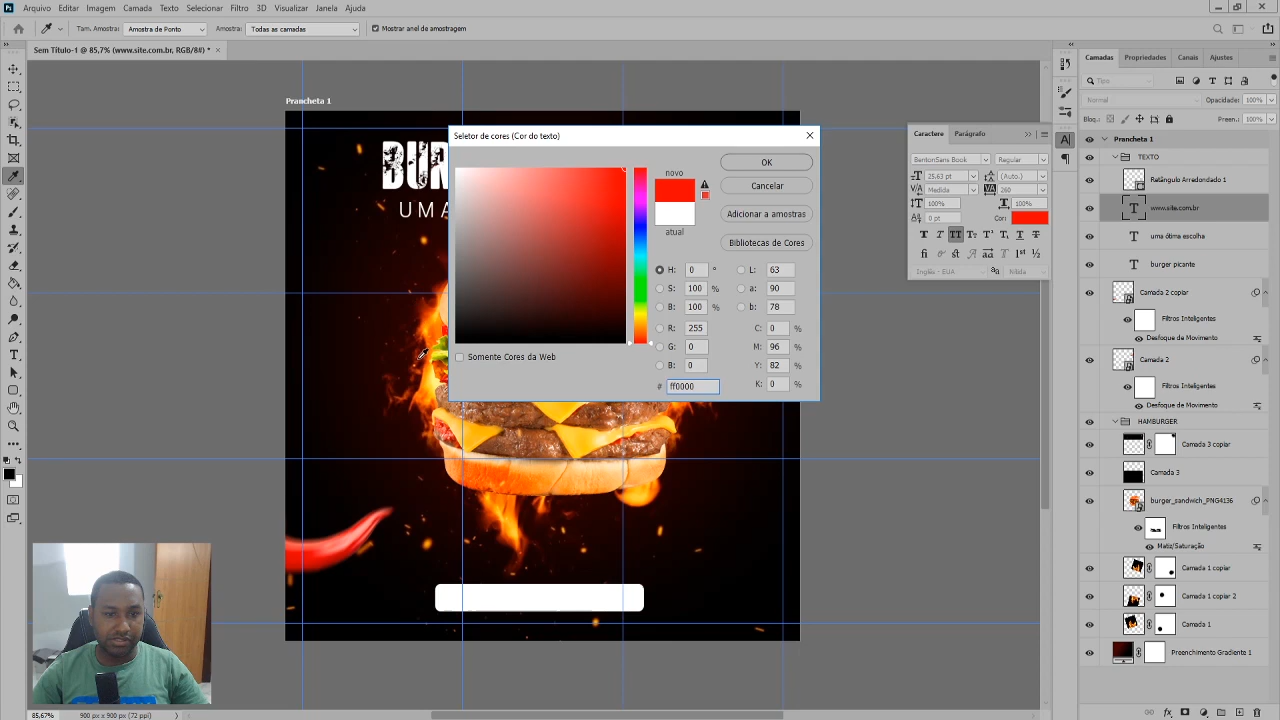 Arquivo Editar Imagem Camada Texto Selecionar Filtro 3D Visualizar Janela Ajuda
Tam. Amostra: Amostra de Ponto Amostra: Todas as camadas Mostrar anel de amostragem
Sem Título-1 @ 85,7% (www.site.com.br, RGB/8#) * ×
Prancheta 1
BUR
UMA
Seletor de cores (Cor do texto)
novo
atual
OK
Cancelar
Adicionar a amostras
Bibliotecas de Cores
H: 0 °
S: 100 %
B: 100 %
R: 255
G: 0
B: 0
# ff0000
L: 63
a: 90
b: 78
C: 0 %
M: 96 %
Y: 82 %
K: 0 %
Somente Cores da Web
Caractere Parágrafo
BentonSans Book Regular
25,63 pt (Auto.)
Medida 260
100% 100%
0 pt Cor:
Inglês - EUA Nítida
Camadas Propriedades Canais Ajustes
Tipo
Normal Opacidade: 100%
Bloq.: Preen.: 100%
Prancheta 1
TEXTO
Retângulo Arredondado 1
www.site.com.br
uma ótima escolha
burger picante
Camada 2 copiar
Filtros Inteligentes
Desfoque de Movimento
Camada 2
Filtros Inteligentes
Desfoque de Movimento
HAMBURGER
Camada 3 copiar
Camada 3
burger_sandwich_PNG4136
Filtros Inteligentes
Matiz/Saturação
Camada 1 copiar
Camada 1 copiar 2
Camada 1
Preenchimento Gradiente 1
85,67% 900 px x 900 px (72 ppi)